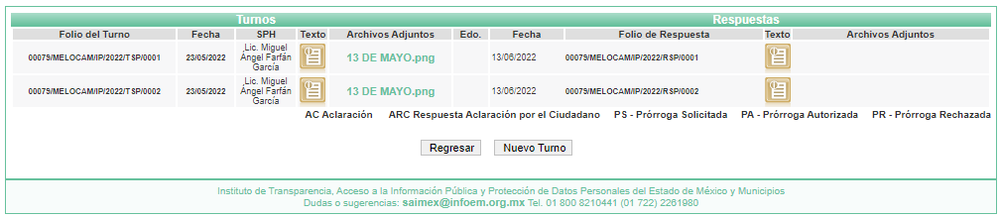 Turnos Respuestas
Folio del Turno Fecha SPH Texto Archivos Adjuntos Edo. Fecha Folio de Respuesta Texto Archivos Adjuntos
,Lic. Miguel
00079/MELOCAM/IP/2022/TSP/0001 23/05/2022 Ángel Farfán 13 DE MAYO.png 13/06/2022 00079/MELOCAM/IP/2022/RSP/0001
García
,Lic. Miguel
00079/MELOCAM/IP/2022/TSP/0002 23/05/2022 Ángel Farfán 13 DE MAYO.png 13/06/2022 00079/MELOCAM/IP/2022/RSP/0002
García
AC Aclaración ARC Respuesta Aclaración por el Ciudadano PS - Prórroga Solicitada PA - Prórroga Autorizada PR - Prórroga Rechazada
Regresar Nuevo Turno
Instituto de Transparencia, Acceso a la Información Pública y Protección de Datos Personales del Estado de México y Municipios
Dudas o sugerencias: saimex@infoem.org.mx Tel. 01 800 8210441 (01 722) 2261980